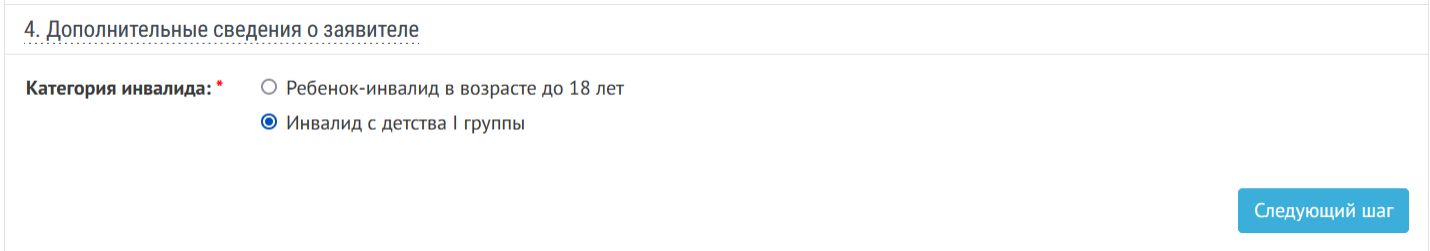 4. Дополнительные сведения о заявителе
Категория инвалида: * Ребенок-инвалид в возрасте до 18 лет
Инвалид с детства I группы
Следующий шаг